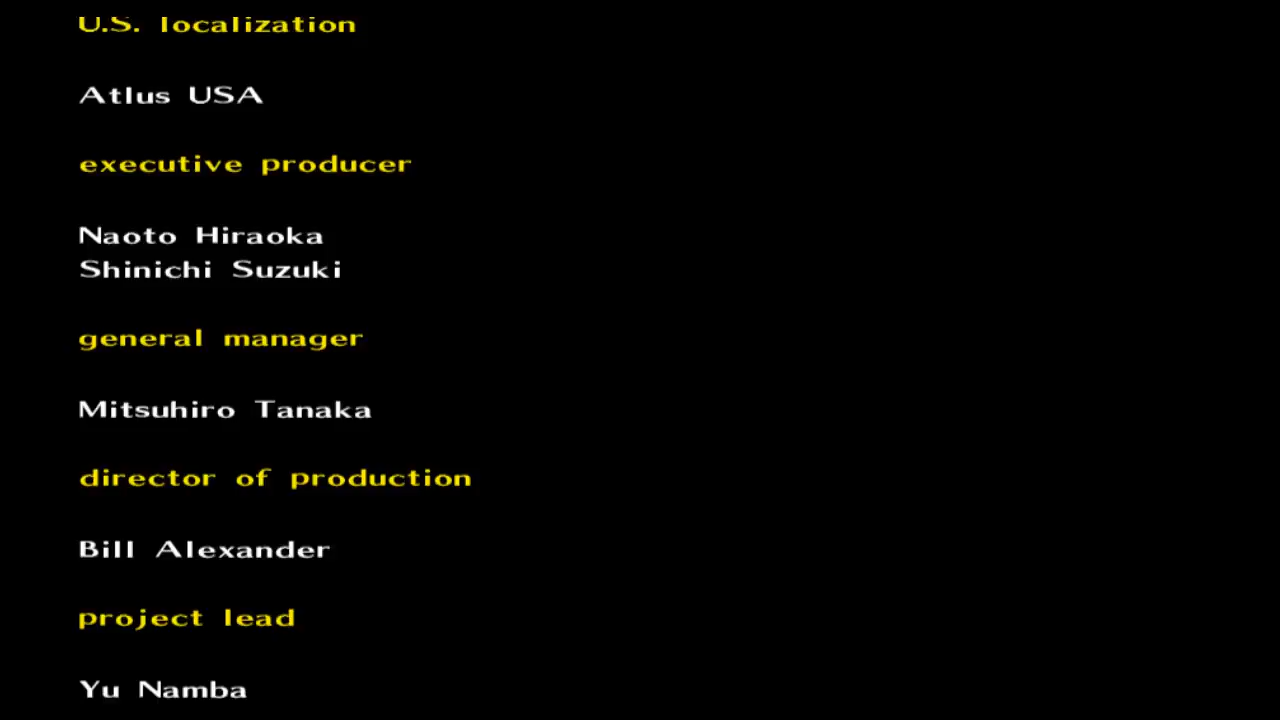 U.S. localization
Atlus USA
executive producer
Naoto Hiraoka
Shinichi Suzuki
general manager
Mitsuhiro Tanaka
director of production
Bill Alexander
project lead
Yu Namba